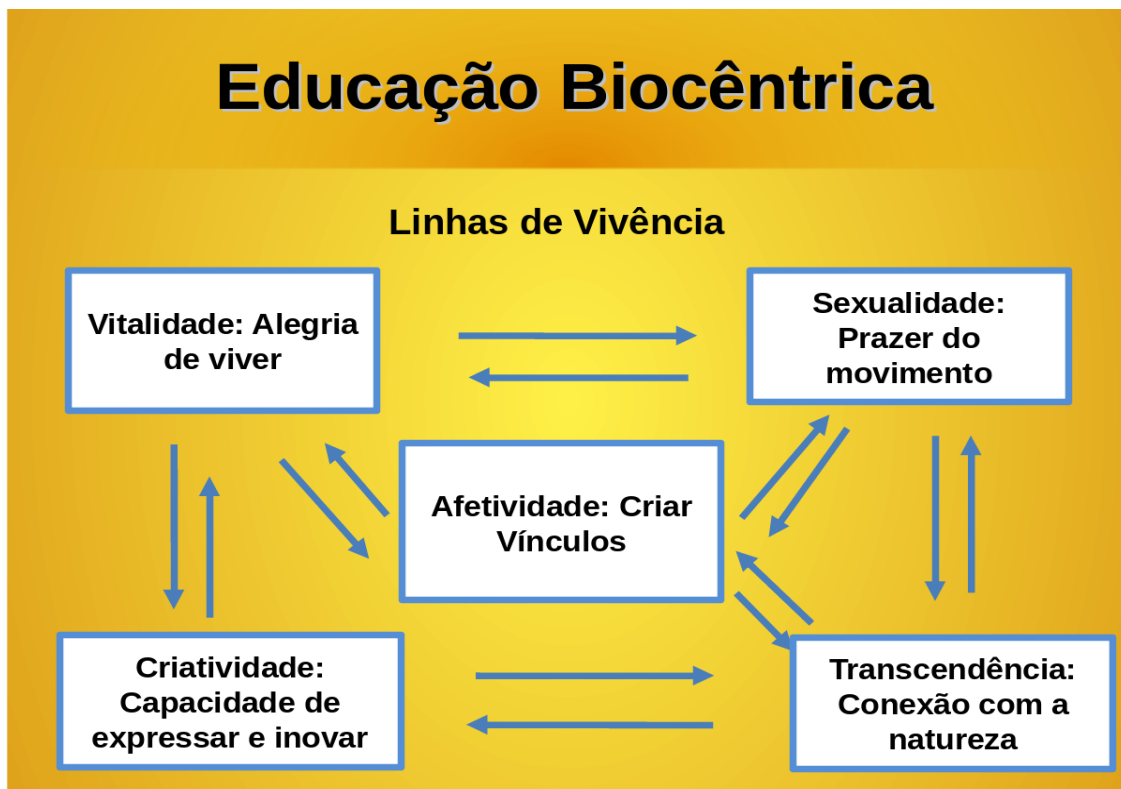 Educação Biocêntrica
Linhas de Vivência
Vitalidade: Alegria
de viver
Sexualidade:
Prazer do
movimento
Afetividade: Criar
Vínculos
Criatividade:
Capacidade de
expressar e inovar
Transcendência:
Conexão com a
natureza